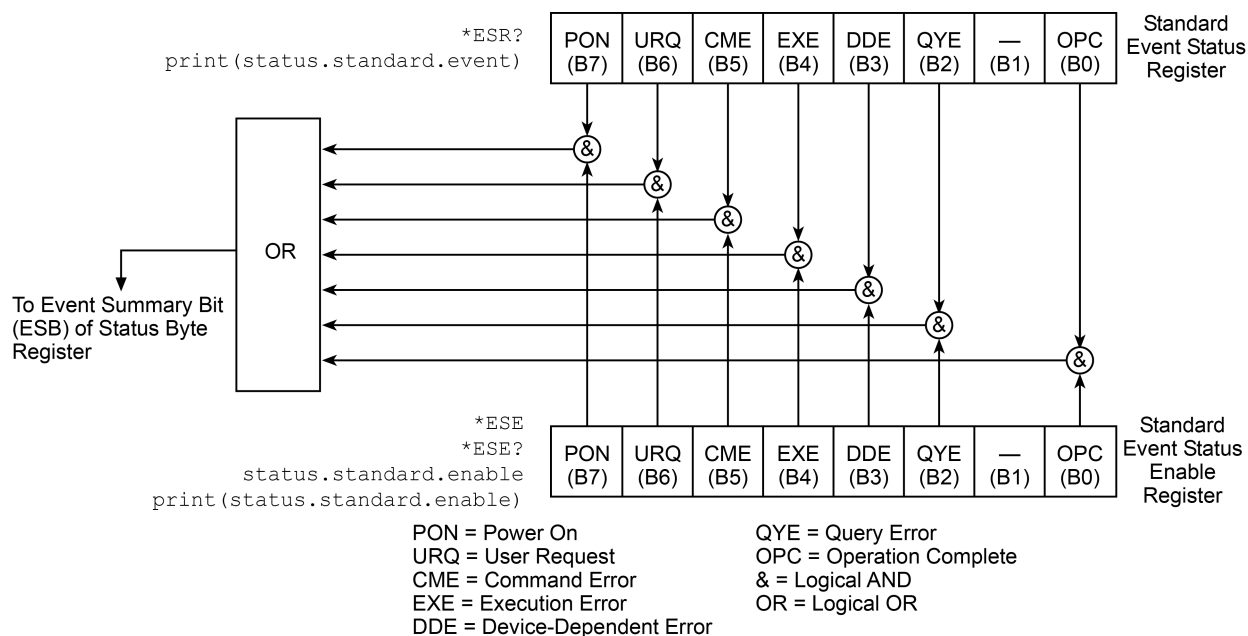 *ESR?
print(status.standard.event)
PON URQ CME EXE DDE QYE — OPC
(B7) (B6) (B5) (B4) (B3) (B2) (B1) (B0)
Standard
Event Status
Register
&
&
&
&
&
&
&
OR
To Event Summary Bit
(ESB) of Status Byte
Register
*ESE
*ESE?
status.standard.enable
print(status.standard.enable)
PON URQ CME EXE DDE QYE — OPC
(B7) (B6) (B5) (B4) (B3) (B2) (B1) (B0)
Standard
Event Status
Enable
Register
PON = Power On
URQ = User Request
CME = Command Error
EXE = Execution Error
DDE = Device-Dependent Error
QYE = Query Error
OPC = Operation Complete
& = Logical AND
OR = Logical OR